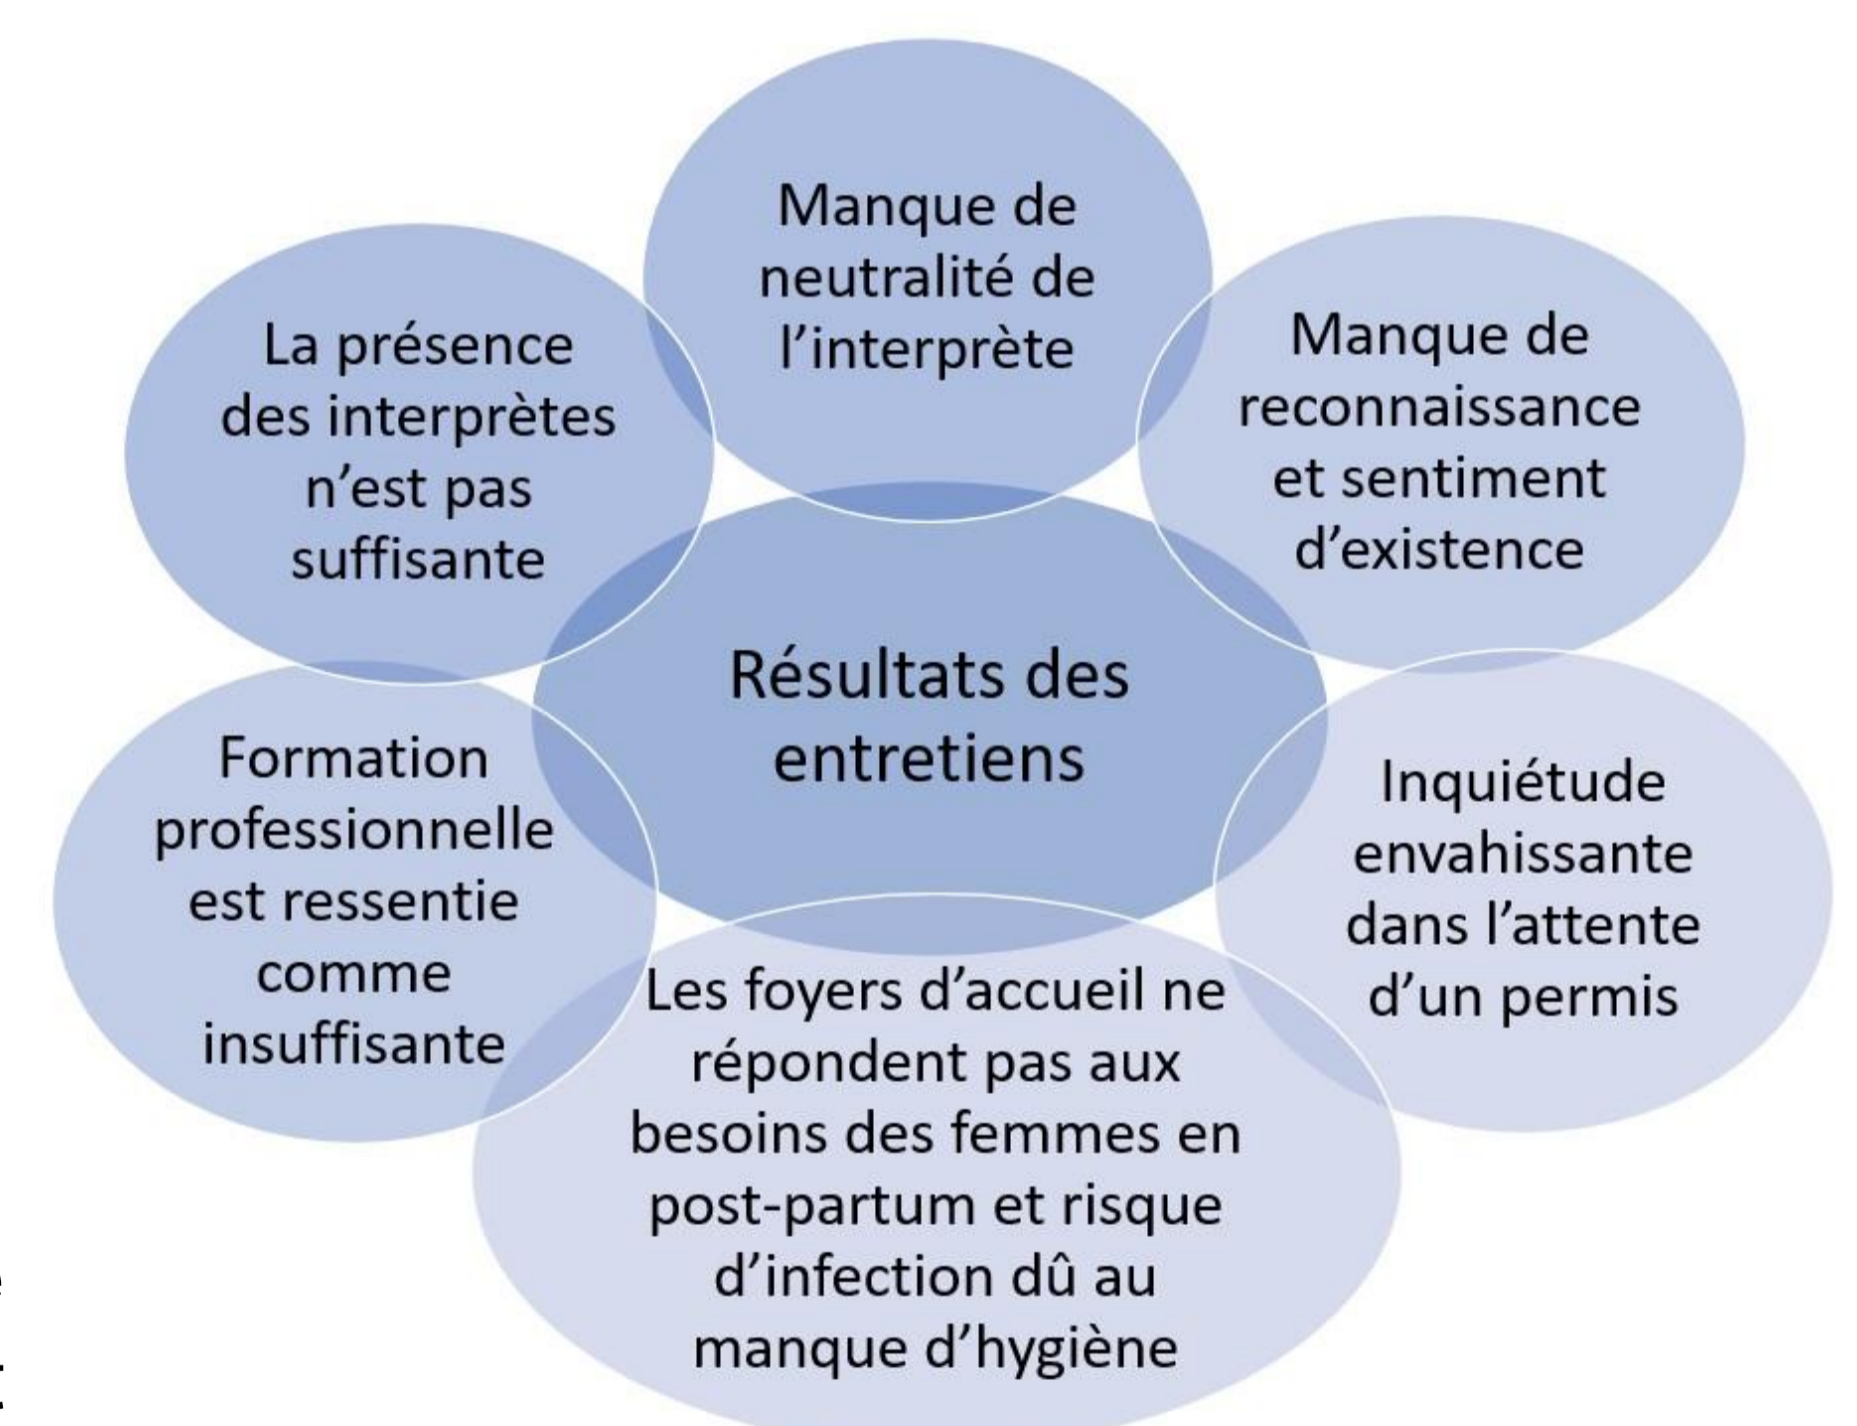 Manque de
neutralité de
l’interprète
Manque de
reconnaissance
et sentiment
d’existence
Inquiétude
envahissante
dans l’attente
d’un permis
Les foyers d’accueil ne
répondent pas aux
besoins des femmes en
post-partum et risque
d’infection dû au
manque d’hygiène
Formation
professionnelle
est ressentie
comme
insuffisante
La présence
des interprètes
n’est pas
suffisante
Résultats des
entretiens